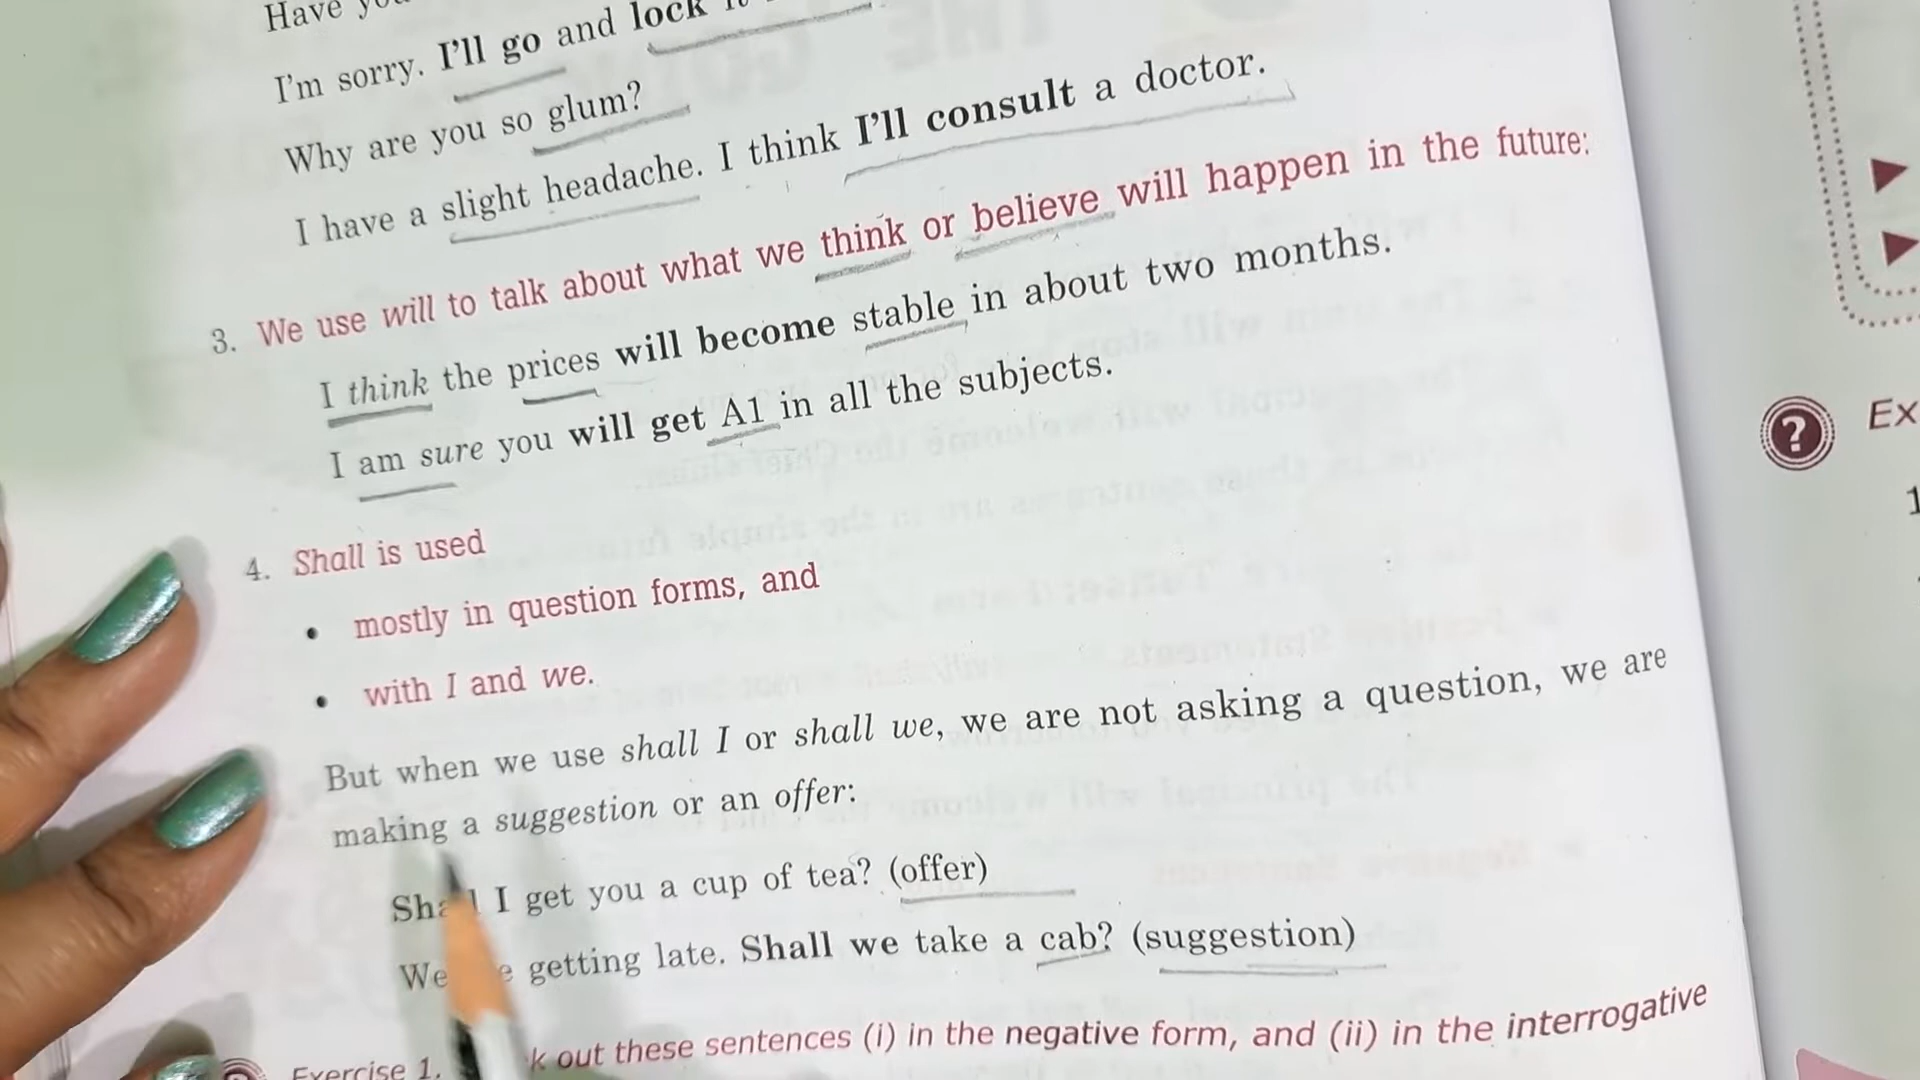 Have
I'm sorry. I'll go and lock
Why are you so glum?
I have a slight headache. I think I'll consult a doctor.
3. We use will to talk about what we think or believe will happen in the future:
I think the prices will become stable in about two months.
I am sure you will get A1 in all the subjects.
4. Shall is used
• mostly in question forms, and
• with I and we.
But when we use shall I or shall we, we are not asking a question, we are
making a suggestion or an offer:
I get you a cup of tea? (offer)
getting late. Shall we take a cab? (suggestion)
Exercise 1. out these sentences (i) in the negative form, and (ii) in the interrogative
?